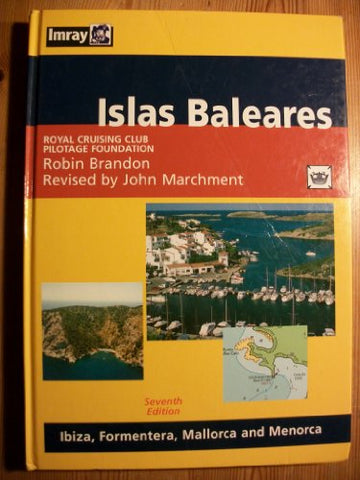 Imray
Islas Baleares
ROYAL CRUISING CLUB
PILOTAGE FOUNDATION
Robin Brandon
Revised by John Marchment
Seventh
Edition
Ibiza, Formentera, Mallorca and Menorca